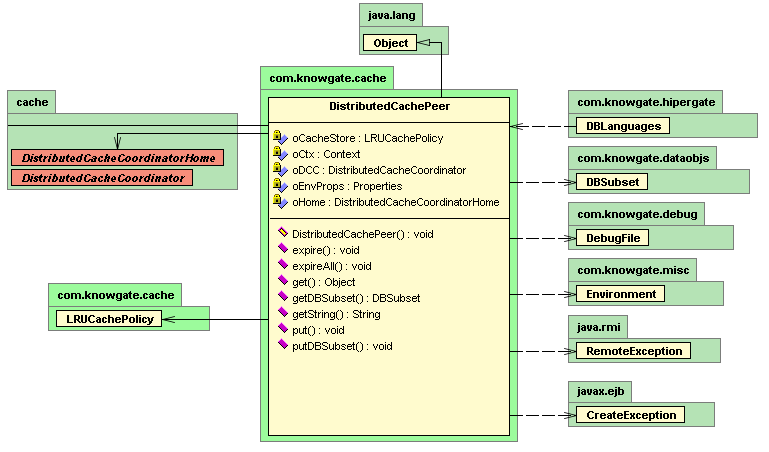 java.lang
Object
com.knowgate.cache
DistributedCachePeer
oCacheStore : LRUCachePolicy
oCtx : Context
oDCC : DistributedCacheCoordinator
oEnvProps : Properties
oHome : DistributedCacheCoordinatorHome
DistributedCachePeer() : void
expire() : void
expireAll() : void
get() : Object
getDBSubset() : DBSubset
getString() : String
put() : void
putDBSubset() : void
cache
DistributedCacheCoordinatorHome
DistributedCacheCoordinator
com.knowgate.cache
LRUCachePolicy
com.knowgate.hipergate
DBLanguages
com.knowgate.dataobjs
DBSubset
com.knowgate.debug
DebugFile
com.knowgate.misc
Environment
java.rmi
RemoteException
javax.ejb
CreateException